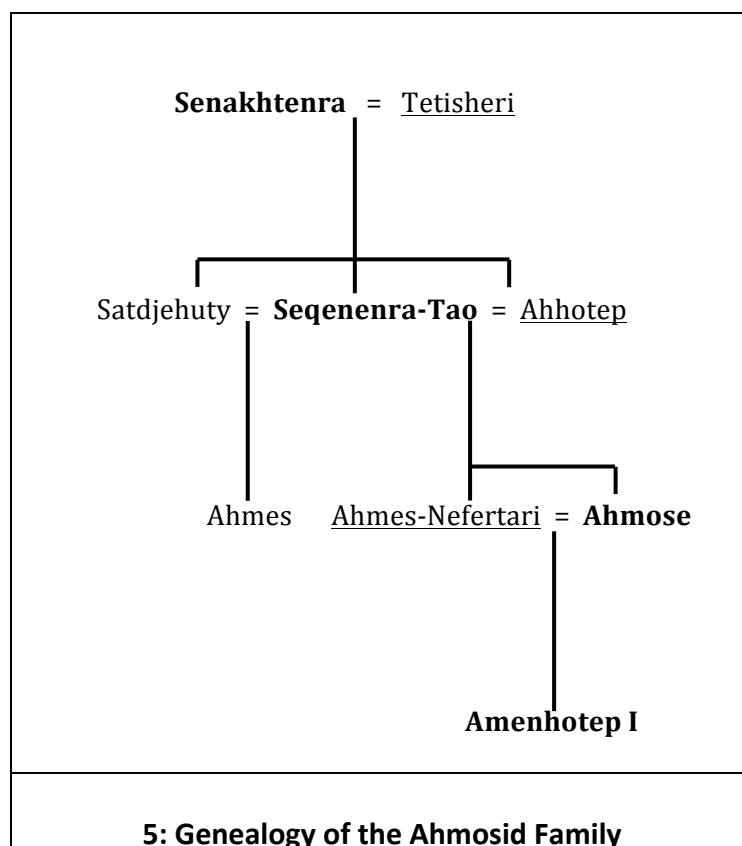 Senakhtenra = Tetisheri
Satdjehuty = Seqenenra-Tao = Ahhotep
Ahmes Ahmes-Nefertari = Ahmose
Amenhotep I
5: Genealogy of the Ahmosid Family